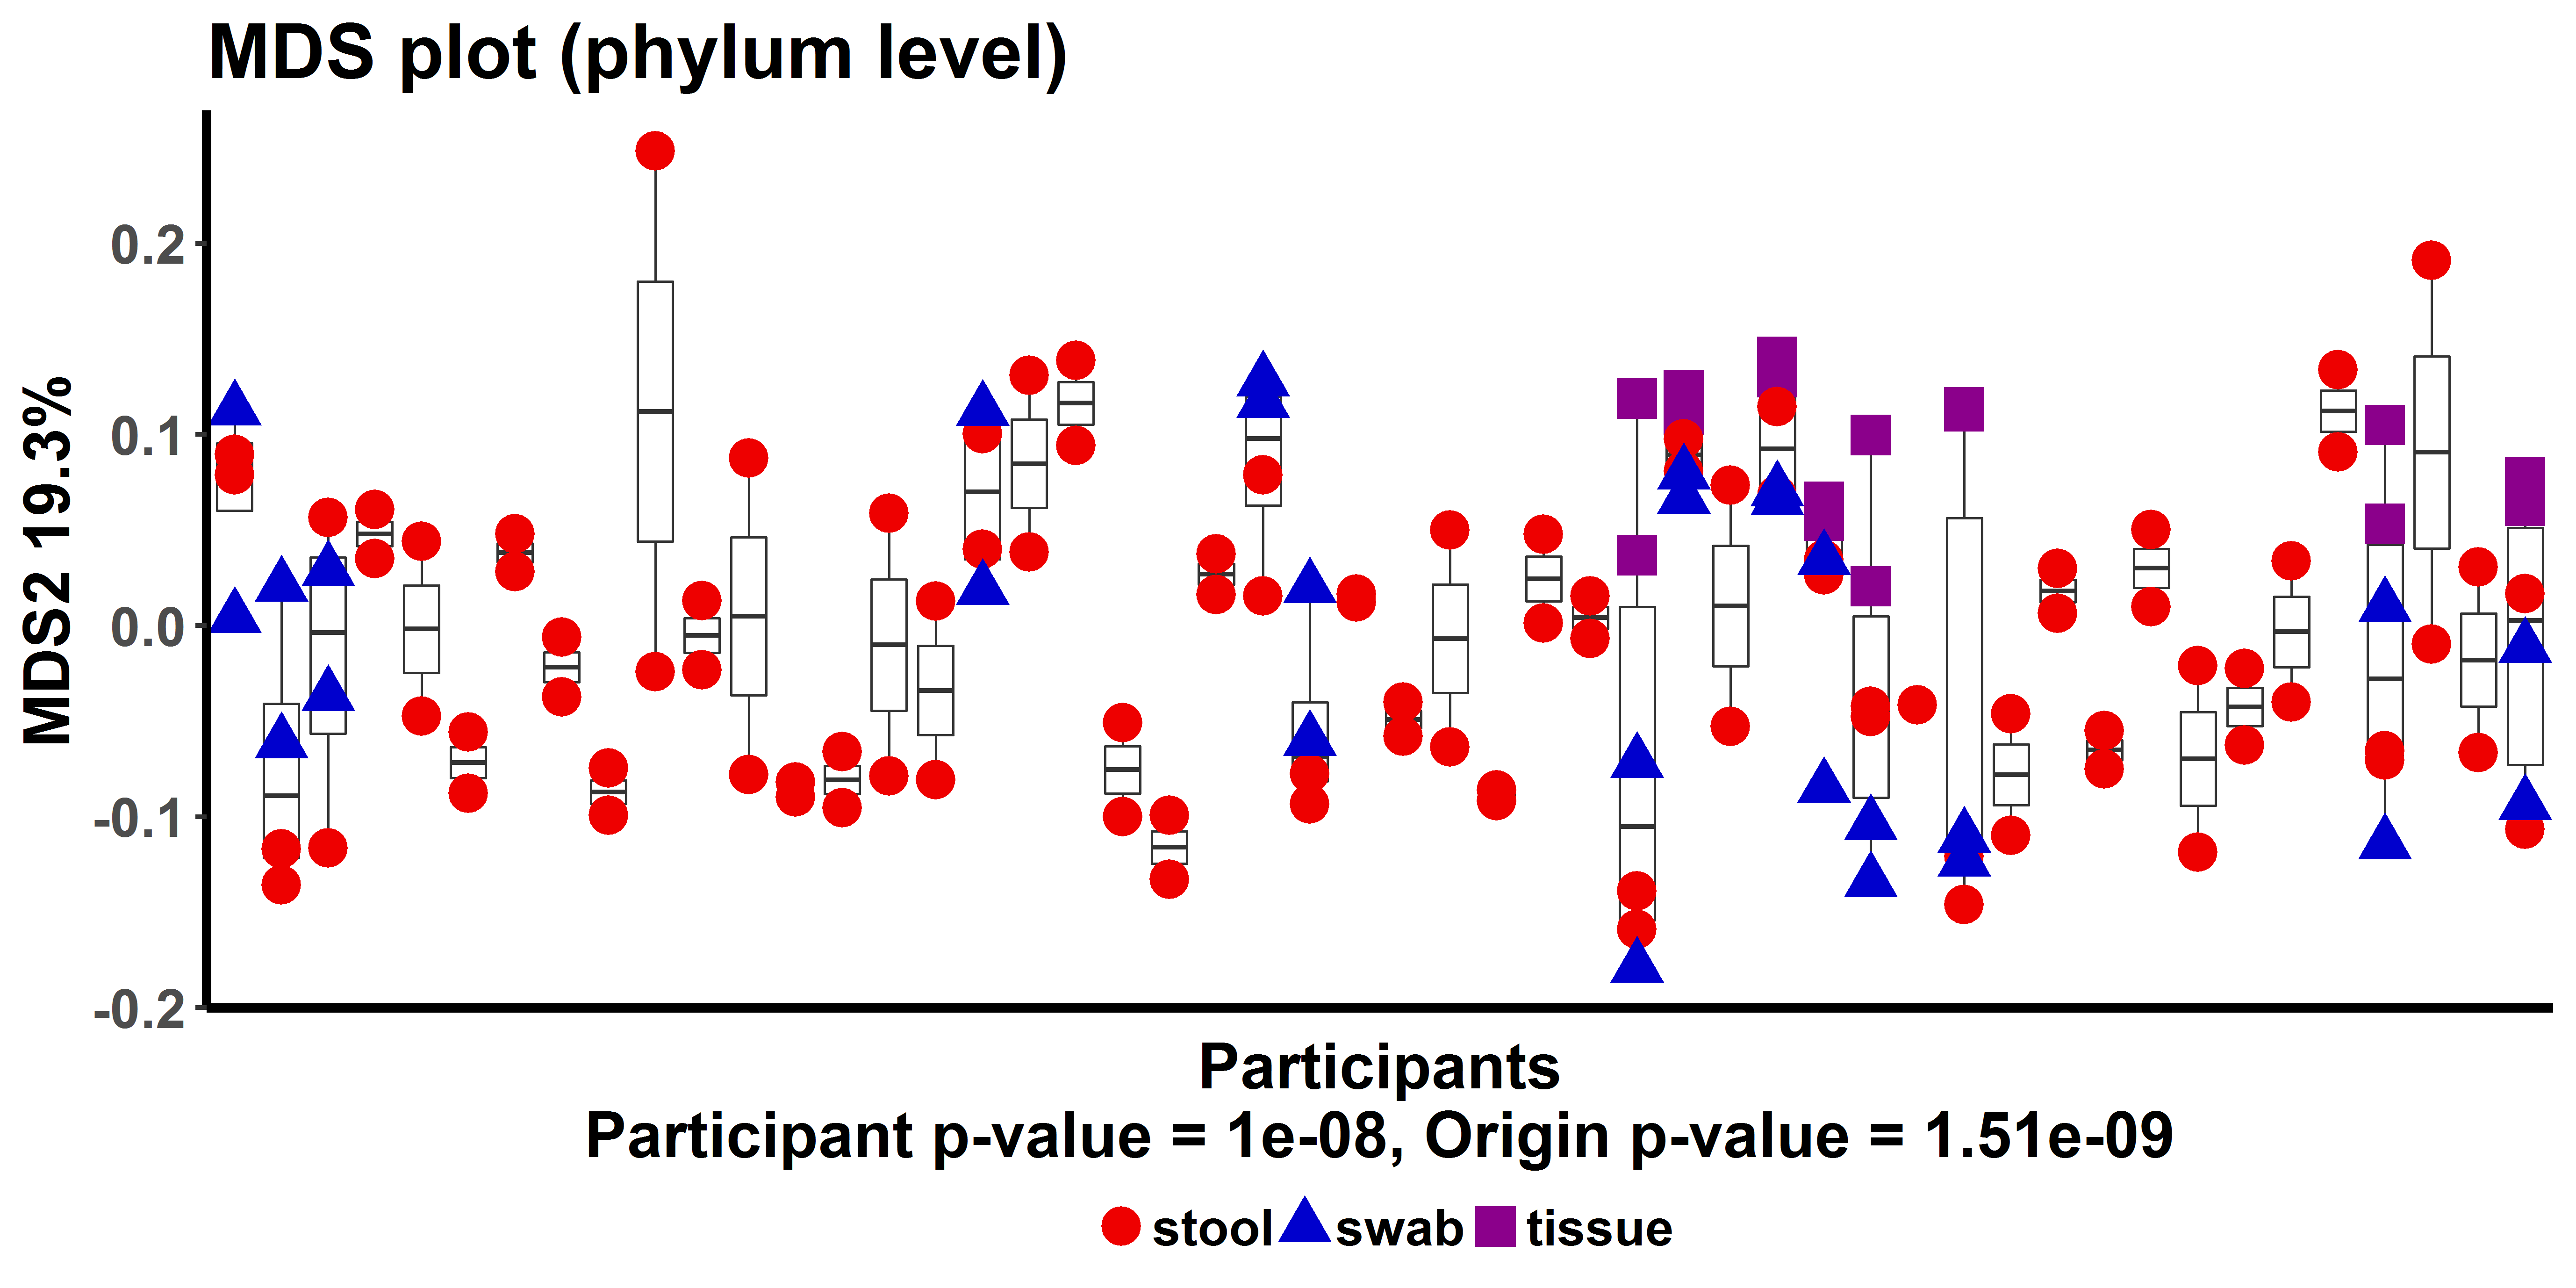 MDS plot (phylum level)
MDS2 19.3%
0.2
0.1
0.0
-0.1
-0.2
Participants
Participant p-value = 1e-08, Origin p-value = 1.51e-09
stool swab tissue